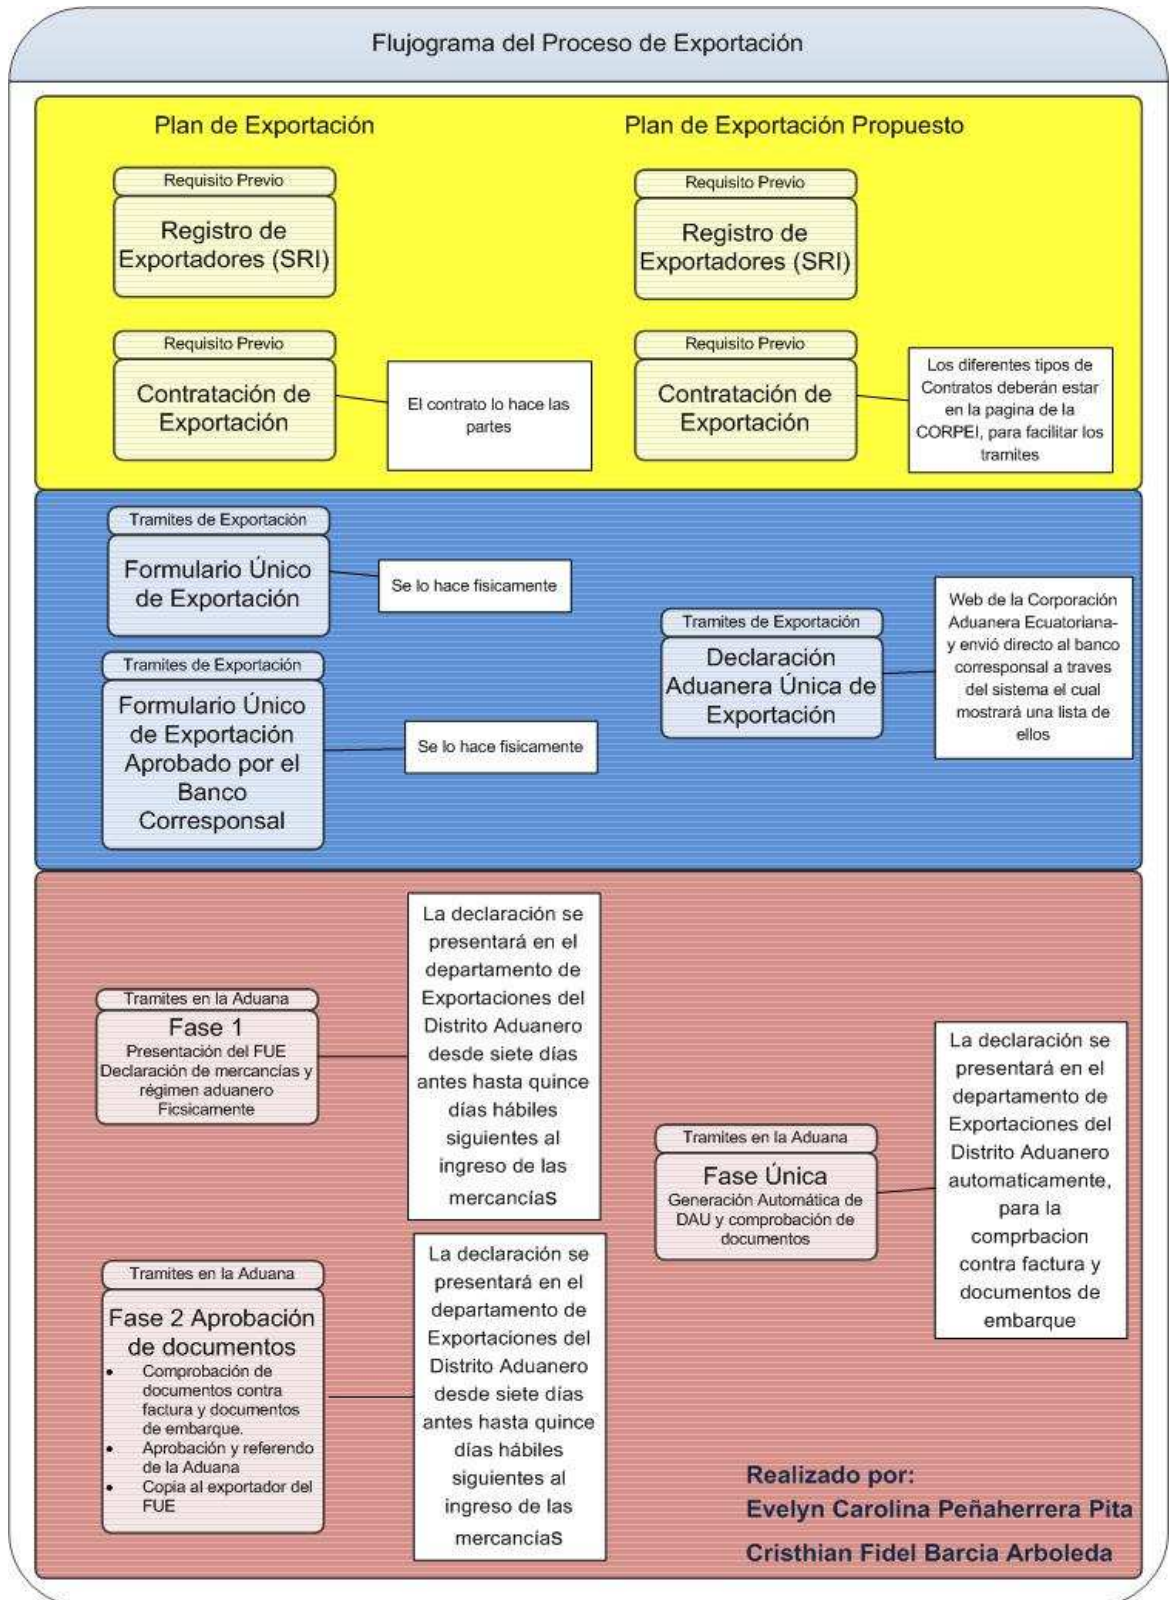 Flujograma del Proceso de Exportación
Plan de Exportación
Plan de Exportación Propuesto
Requisito Previo
Registro de
Exportadores (SRI)
Requisito Previo
Registro de
Exportadores (SRI)
Requisito Previo
Contratación de
Exportación
El contrato lo hace las
partes
Requisito Previo
Contratación de
Exportación
Los diferentes tipos de
Contratos deberán estar
en la pagina de la
CORPEI, para facilitar los
tramites
Tramites de Exportación
Formulario Único
de Exportación
Se lo hace fisicamente
Tramites de Exportación
Formulario Único
de Exportación
Aprobado por el
Banco
Corresponsal
Se lo hace fisicamente
Tramites de Exportación
Declaración
Aduanera Única de
Exportación
Web de la Corporación
Aduanera Ecuatoriana-
y envió directo al banco
corresponsal a traves
del sistema el cual
mostrará una lista de
ellos
Tramites en la Aduana
Fase 1
Presentación del FUE
Declaración de mercancías y
régimen aduanero
Ficsicamente
La declaración se
presentará en el
departamento de
Exportaciones del
Distrito Aduanero
desde siete días
antes hasta quince
días hábiles
siguientes al
ingreso de las
mercancías
Tramites en la Aduana
Fase Única
Generación Automática de
DAU y comprobación de
documentos
La declaración se
presentará en el
departamento de
Exportaciones del
Distrito Aduanero
automaticamente,
para la
comprbacion
contra factura y
documentos de
embarque
Tramites en la Aduana
Fase 2 Aprobación
de documentos
• Comprobación de
documentos contra
factura y documentos
de embarque.
• Aprobación y referendo
de la Aduana
• Copia al exportador del
FUE
La declaración se
presentará en el
departamento de
Exportaciones del
Distrito Aduanero
desde siete días
antes hasta quince
días hábiles
siguientes al
ingreso de las
mercancías
Realizado por:
Evelyn Carolina Peñaherrera Pita
Cristhian Fidel Barcia Arboleda